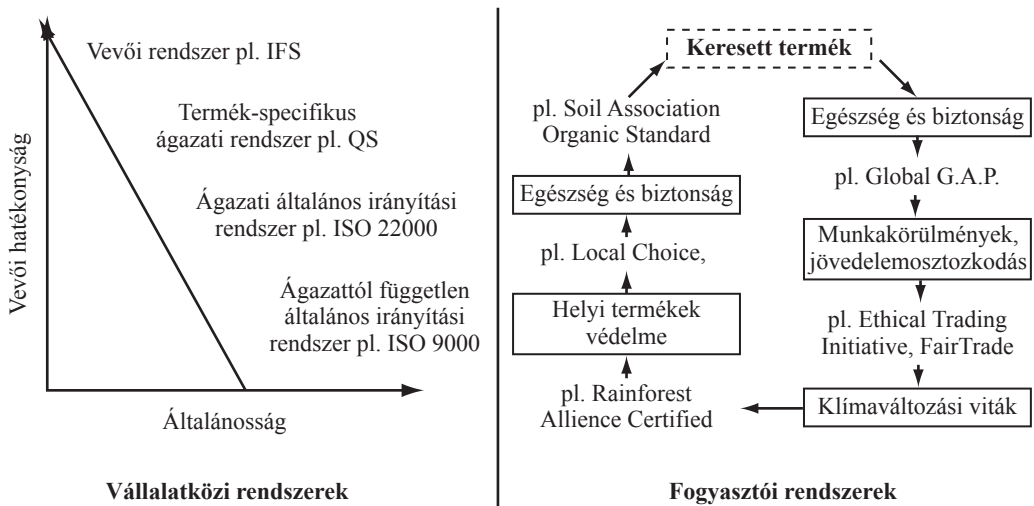 Vevői hatékonyság
Vevői rendszer pl. IFS
Termék-specifikus
ágazati rendszer pl. QS
Ágazati általános irányítási
rendszer pl. ISO 22000
Ágazattól független
általános irányítási
rendszer pl. ISO 9000
Általánosság
Vállalatközi rendszerek
Keresett termék
Egészség és biztonság
pl. Global G.A.P.
Munkakörülmények,
jövedelemosztozkodás
pl. Ethical Trading
Initiative, FairTrade
Klímaváltozási viták
pl. Rainforest
Allience Certified
Helyi termékek
védelme
pl. Local Choice,
Egészség és biztonság
pl. Soil Association
Organic Standard
Fogyasztói rendszerek